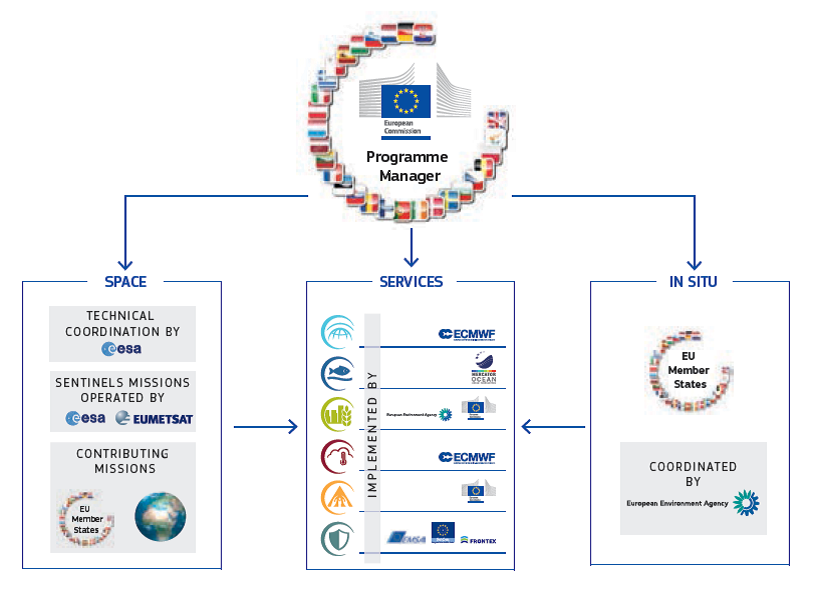 European
Commission
Programme
Manager
SPACE
SERVICES
IN SITU
TECHNICAL
COORDINATION BY
esa
SENTINELS MISSIONS
OPERATED BY
esa
EUMETSAT
CONTRIBUTING
MISSIONS
EU
Member
States
IMPLEMENTED BY
ECMWF
MERCATOR
OCEAN
European Environment Agency
ECMWF
EMSA
FRONTEX
EU
Member
States
COORDINATED
BY
European Environment Agency